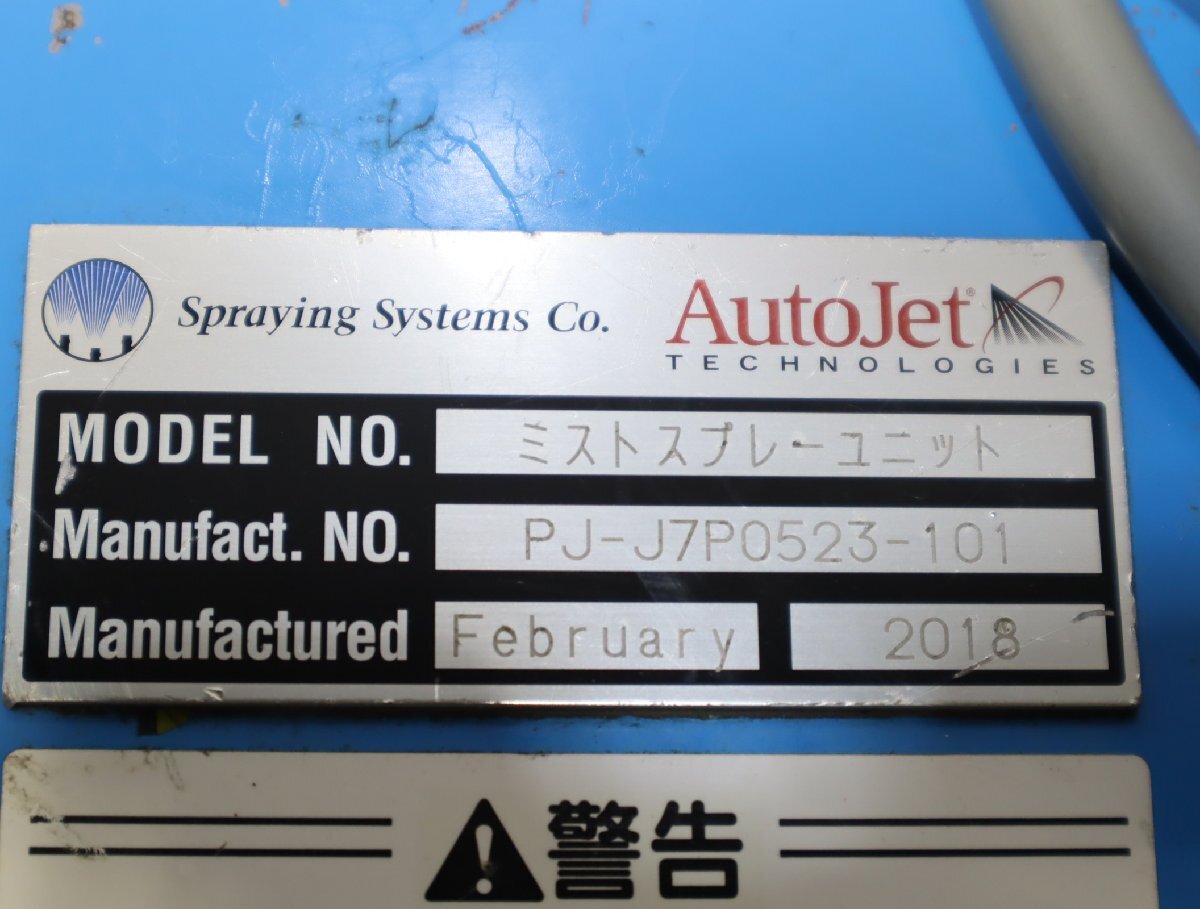 Spraying Systems Co.
AutoJet®
TECHNOLOGIES
MODEL NO. ミストスプレーユニット
Manufact. NO. PJ-J7P0523-101
Manufactured February 2018
警告